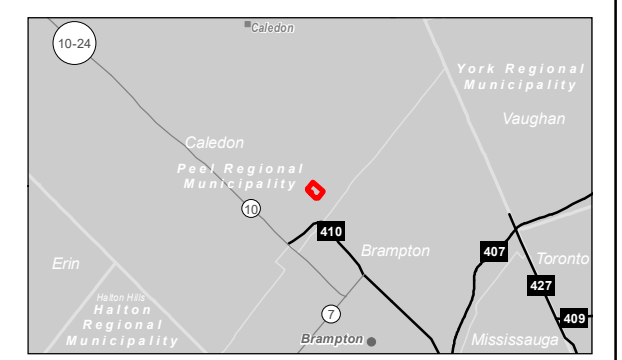 Caledon
10-24
York Regional
Municipality
Vaughan
Caledon
Peel Regional
Municipality
10
410
Brampton
407
Toronto
Erin
427
Halton Hills
Halton
Regional
Municipality
7
409
Brampton
Mississauga